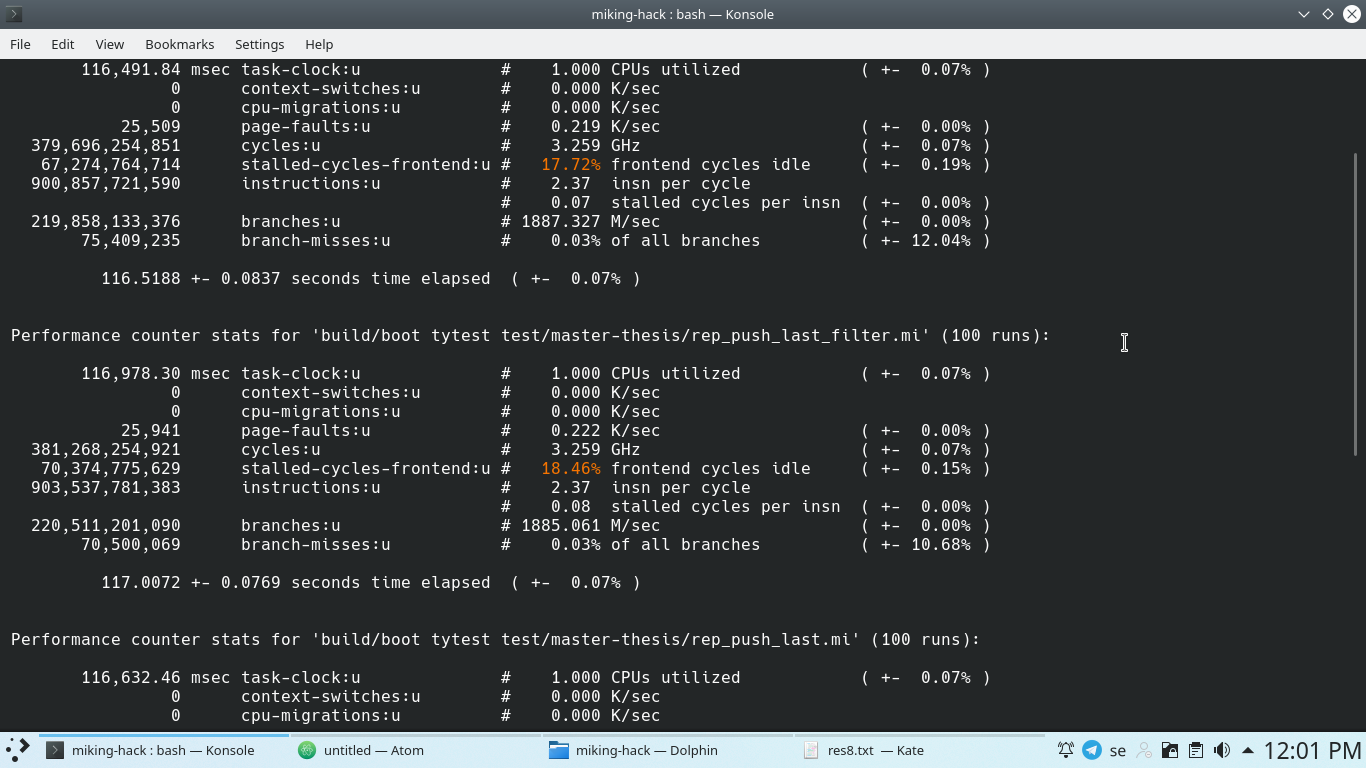 miking-hack : bash — Konsole
File Edit View Bookmarks Settings Help
116,491.84 msec task-clock:u # 1.000 CPUs utilized ( +- 0.07% )
0 context-switches:u # 0.000 K/sec
0 cpu-migrations:u # 0.000 K/sec
25,509 page-faults:u # 0.219 K/sec ( +- 0.00% )
379,696,254,851 cycles:u # 3.259 GHz ( +- 0.07% )
67,274,764,714 stalled-cycles-frontend:u # 17.72% frontend cycles idle ( +- 0.19% )
900,857,721,590 instructions:u # 2.37 insn per cycle
# 0.07 stalled cycles per insn ( +- 0.00% )
219,858,133,376 branches:u # 1887.327 M/sec ( +- 0.00% )
75,409,235 branch-misses:u # 0.03% of all branches ( +- 12.04% )
116.5188 +- 0.0837 seconds time elapsed ( +- 0.07% )
Performance counter stats for 'build/boot tytest test/master-thesis/rep_push_last_filter.mi' (100 runs):
116,978.30 msec task-clock:u # 1.000 CPUs utilized ( +- 0.07% )
0 context-switches:u # 0.000 K/sec
0 cpu-migrations:u # 0.000 K/sec
25,941 page-faults:u # 0.222 K/sec ( +- 0.00% )
381,268,254,921 cycles:u # 3.259 GHz ( +- 0.07% )
70,374,775,629 stalled-cycles-frontend:u # 18.46% frontend cycles idle ( +- 0.15% )
903,537,781,383 instructions:u # 2.37 insn per cycle
# 0.08 stalled cycles per insn ( +- 0.00% )
220,511,201,090 branches:u # 1885.061 M/sec ( +- 0.00% )
70,500,069 branch-misses:u # 0.03% of all branches ( +- 10.68% )
117.0072 +- 0.0769 seconds time elapsed ( +- 0.07% )
Performance counter stats for 'build/boot tytest test/master-thesis/rep_push_last.mi' (100 runs):
116,632.46 msec task-clock:u # 1.000 CPUs utilized ( +- 0.07% )
0 context-switches:u # 0.000 K/sec
0 cpu-migrations:u # 0.000 K/sec
miking-hack : bash — Konsole untitled — Atom miking-hack — Dolphin res8.txt — Kate se 12:01 PM